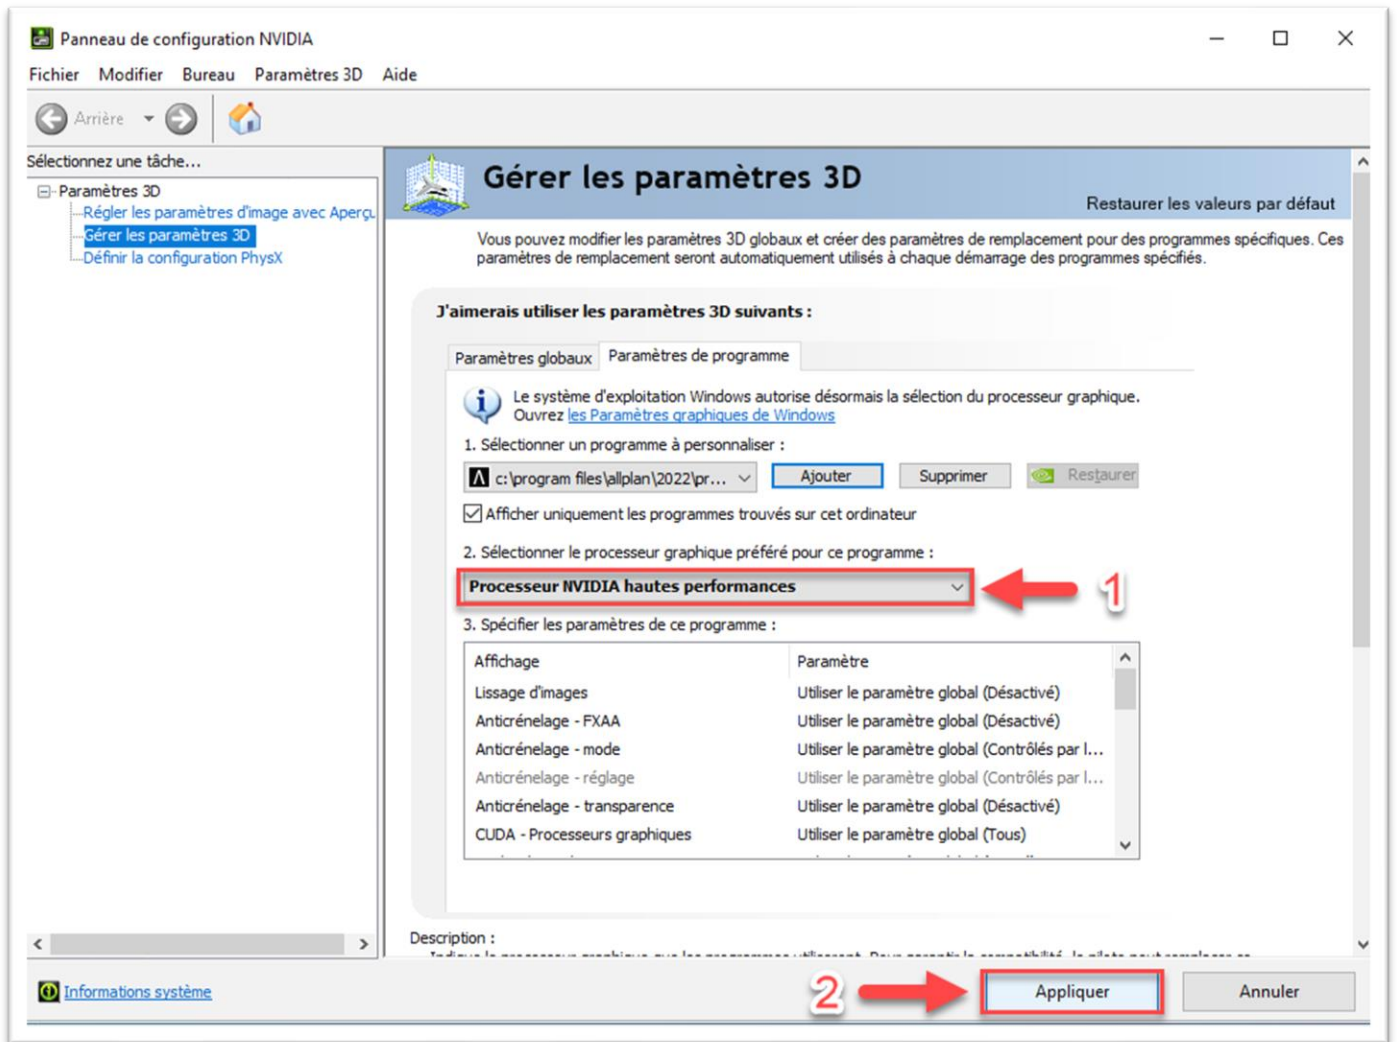 Panneau de configuration NVIDIA
Fichier Modifier Bureau Paramètres 3D Aide
Arrière
Sélectionnez une tâche...
Paramètres 3D
Régler les paramètres d'image avec Aperçu
Gérer les paramètres 3D
Définir la configuration PhysX
Gérer les paramètres 3D
Restaurer les valeurs par défaut
Vous pouvez modifier les paramètres 3D globaux et créer des paramètres de remplacement pour des programmes spécifiques. Ces
paramètres de remplacement seront automatiquement utilisés à chaque démarrage des programmes spécifiés.
J'aimerais utiliser les paramètres 3D suivants :
Paramètres globaux Paramètres de programme
Le système d'exploitation Windows autorise désormais la sélection du processeur graphique.
Ouvrez les Paramètres graphiques de Windows
1. Sélectionner un programme à personnaliser :
c:\program files\allplan\2022\pr... Ajouter Supprimer Restaurer
Afficher uniquement les programmes trouvés sur cet ordinateur
2. Sélectionner le processeur graphique préféré pour ce programme :
Processeur NVIDIA hautes performances 1
3. Spécifier les paramètres de ce programme :
Affichage Paramètre
Lissage d'images Utiliser le paramètre global (Désactivé)
Anticrénelage - FXAA Utiliser le paramètre global (Désactivé)
Anticrénelage - mode Utiliser le paramètre global (Contrôlés par l...
Anticrénelage - réglage Utiliser le paramètre global (Contrôlés par l...
Anticrénelage - transparence Utiliser le paramètre global (Désactivé)
CUDA - Processeurs graphiques Utiliser le paramètre global (Tous)
Description :
Informations système 2 Appliquer Annuler